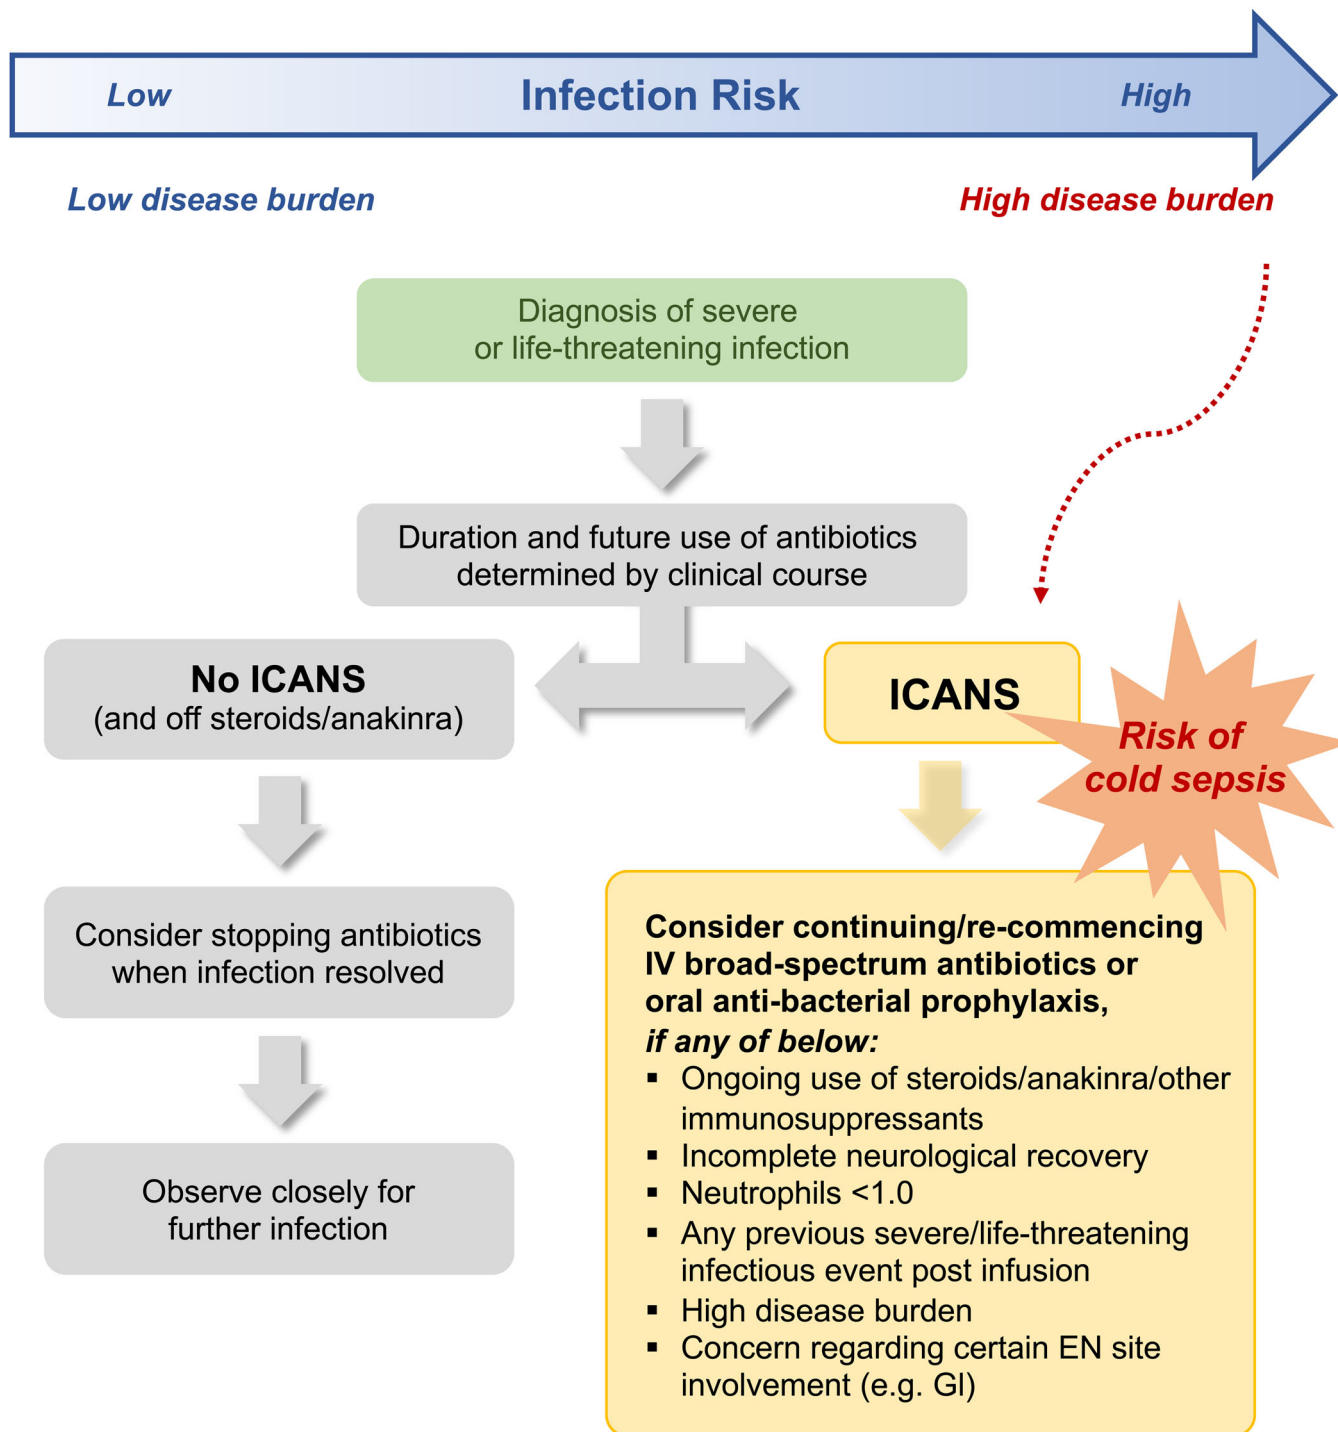 Low
Infection Risk
High
Low disease burden
High disease burden
Diagnosis of severe
or life-threatening infection
Duration and future use of antibiotics
determined by clinical course
No ICANS
(and off steroids/anakinra)
ICANS
Risk of
cold sepsis
Consider stopping antibiotics
when infection resolved
Observe closely for
further infection
Consider continuing/re-commencing
IV broad-spectrum antibiotics or
oral anti-bacterial prophylaxis,
if any of below:
▪ Ongoing use of steroids/anakinra/other
immunosuppressants
▪ Incomplete neurological recovery
▪ Neutrophils <1.0
▪ Any previous severe/life-threatening
infectious event post infusion
▪ High disease burden
▪ Concern regarding certain EN site
involvement (e.g. GI)